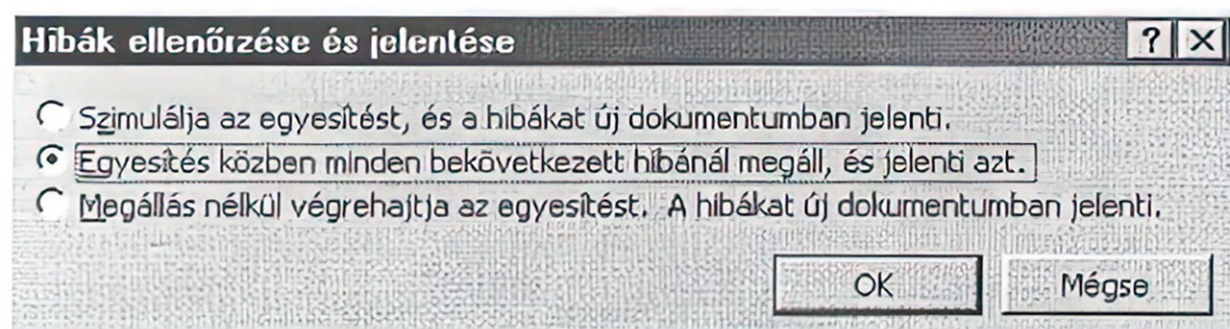 Hibák ellenőrzése és jelentése ? X
Szimulálja az egyesítést, és a hibákat új dokumentumban jelenti.
Egyesítés közben minden bekövetkezett hibánál megáll, és jelenti azt.
Megállás nélkül végrehajtja az egyesítést. A hibákat új dokumentumban jelenti.
OK Mégse